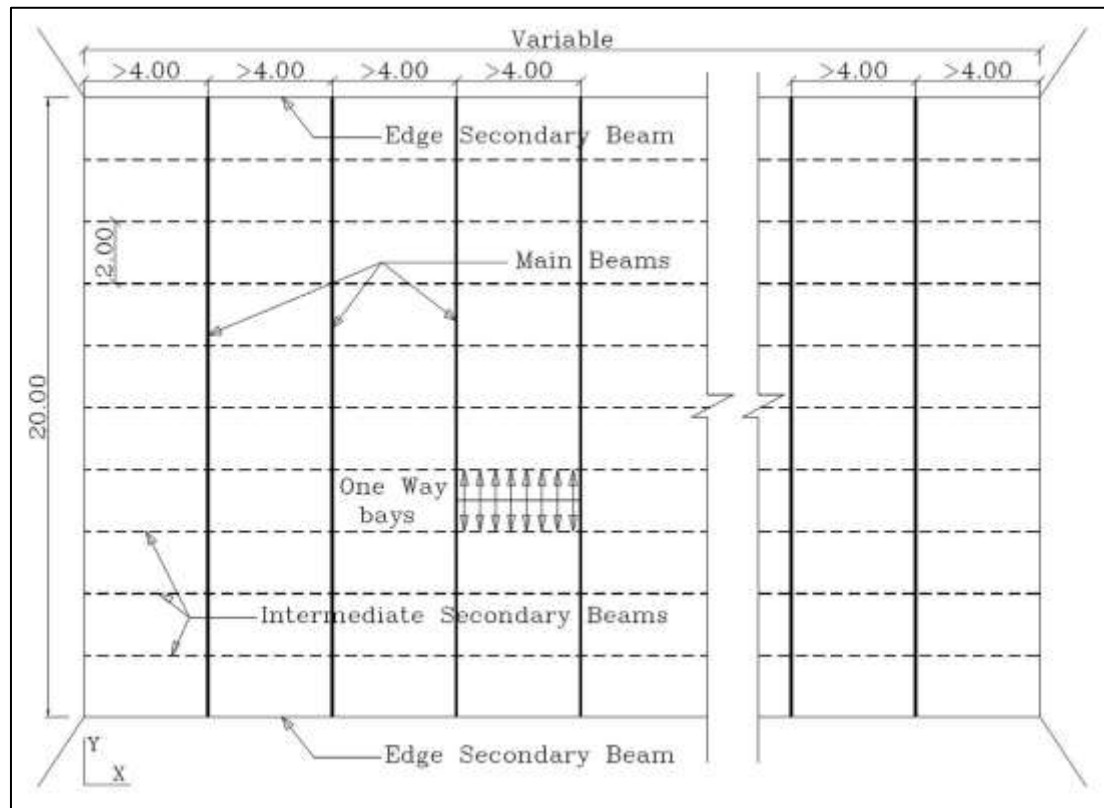 Variable
>4.00 >4.00 >4.00 >4.00 >4.00 >4.00
Edge Secondary Beam
2.00
Main Beams
20.00
One Way
bays
Intermediate Secondary Beams
Edge Secondary Beam
Y
X